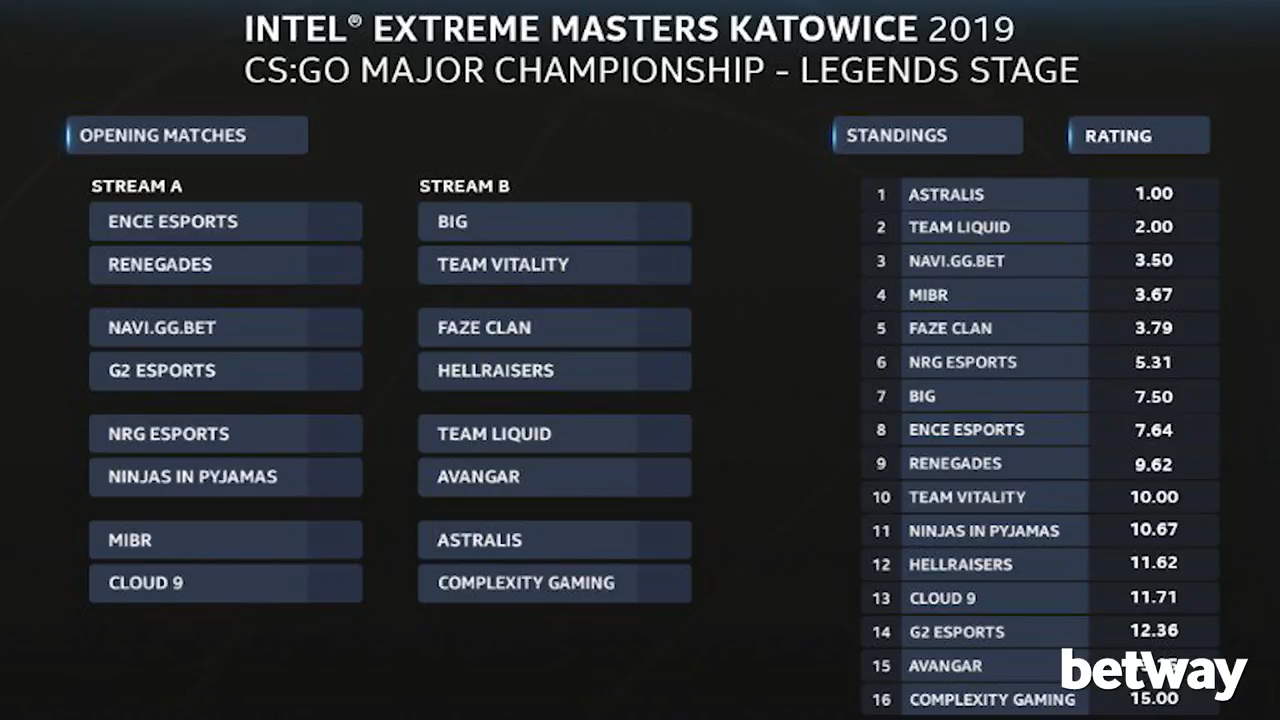 INTEL® EXTREME MASTERS KATOWICE 2019
CS:GO MAJOR CHAMPIONSHIP - LEGENDS STAGE
OPENING MATCHES
STREAM A
ENCE ESPORTS
RENEGADES
NAVI.GG.BET
G2 ESPORTS
NRG ESPORTS
NINJAS IN PYJAMAS
MIBR
CLOUD 9
STREAM B
BIG
TEAM VITALITY
FAZE CLAN
HELLRAISERS
TEAM LIQUID
AVANGAR
ASTRALIS
COMPLEXITY GAMING
STANDINGS RATING
1 ASTRALIS 1.00
2 TEAM LIQUID 2.00
3 NAVI.GG.BET 3.50
4 MIBR 3.67
5 FAZE CLAN 3.79
6 NRG ESPORTS 5.31
7 BIG 7.50
8 ENCE ESPORTS 7.64
9 RENEGADES 9.62
10 TEAM VITALITY 10.00
11 NINJAS IN PYJAMAS 10.67
12 HELLRAISERS 11.62
13 CLOUD 9 11.71
14 G2 ESPORTS 12.36
15 AVANGAR
16 COMPLEXITY GAMING 15.00
betway